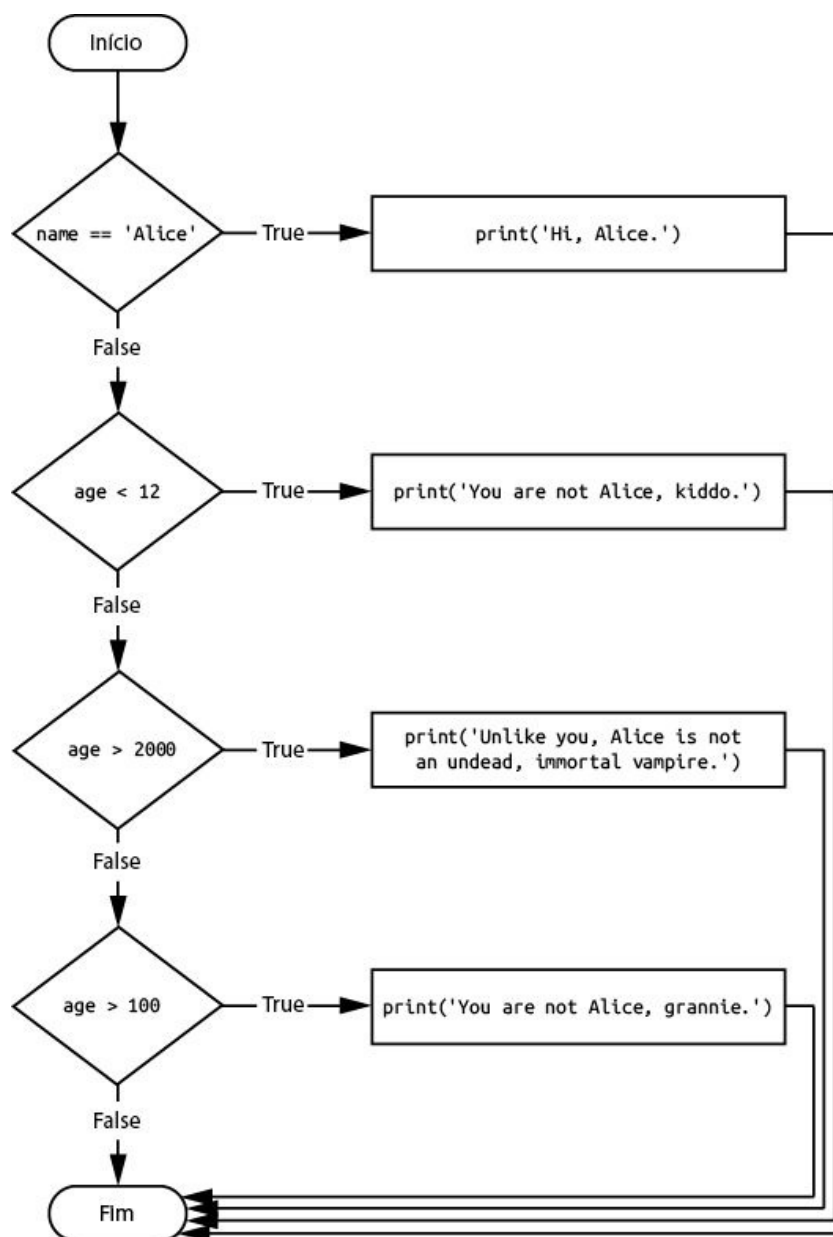 Início
name == 'Alice'
True
print('Hi, Alice.')
False
age < 12
True
print('You are not Alice, kiddo.')
False
age > 2000
True
print('Unlike you, Alice is not
an undead, immortal vampire.')
False
age > 100
True
print('You are not Alice, grannie.')
False
Fim